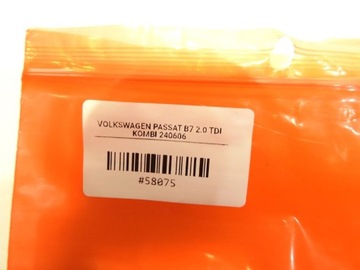 VOLKSWAGEN PASSAT B7 2.0 TDI
KOMBI 240606
#58075